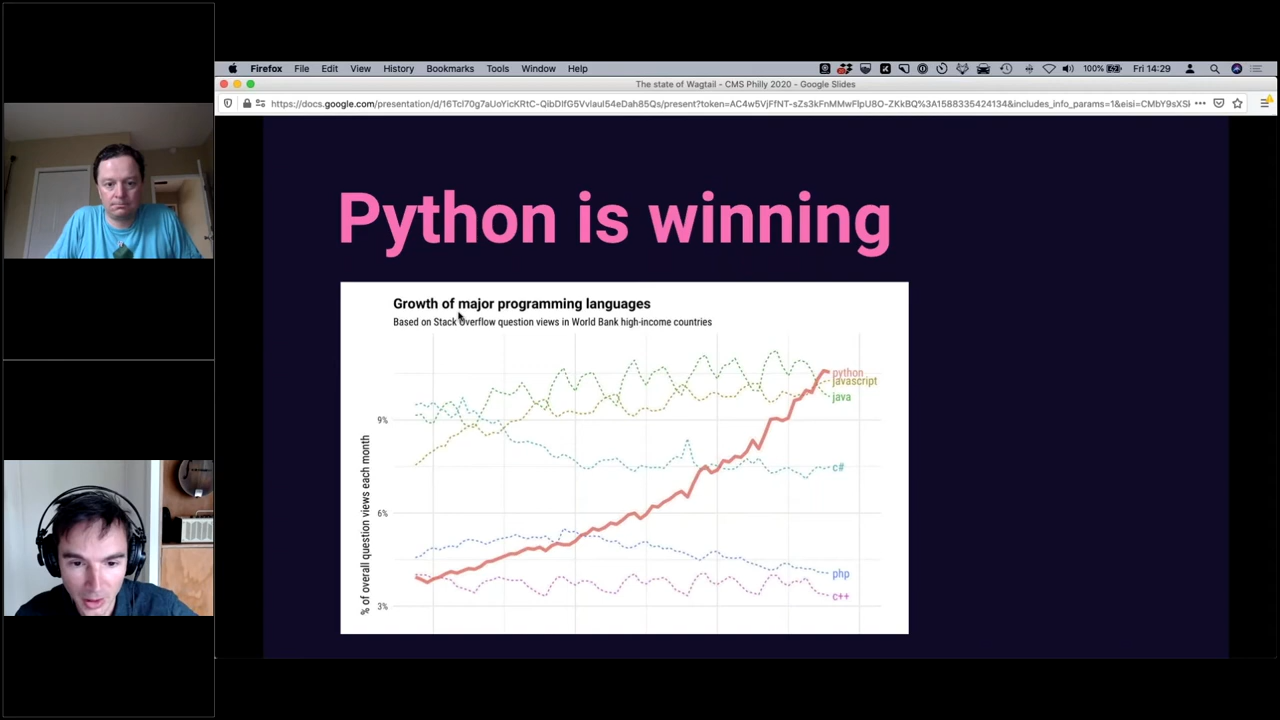 Firefox File Edit View History Bookmarks Tools Window Help 100% Fri 14:29
The state of Wagtail - CMS Philly 2020 - Google Slides
Python is winning
Growth of major programming languages
Based on Stack Overflow question views in World Bank high-income countries
% of overall question views each month
9%
6%
3%
python
javascript
java
c#
php
c++